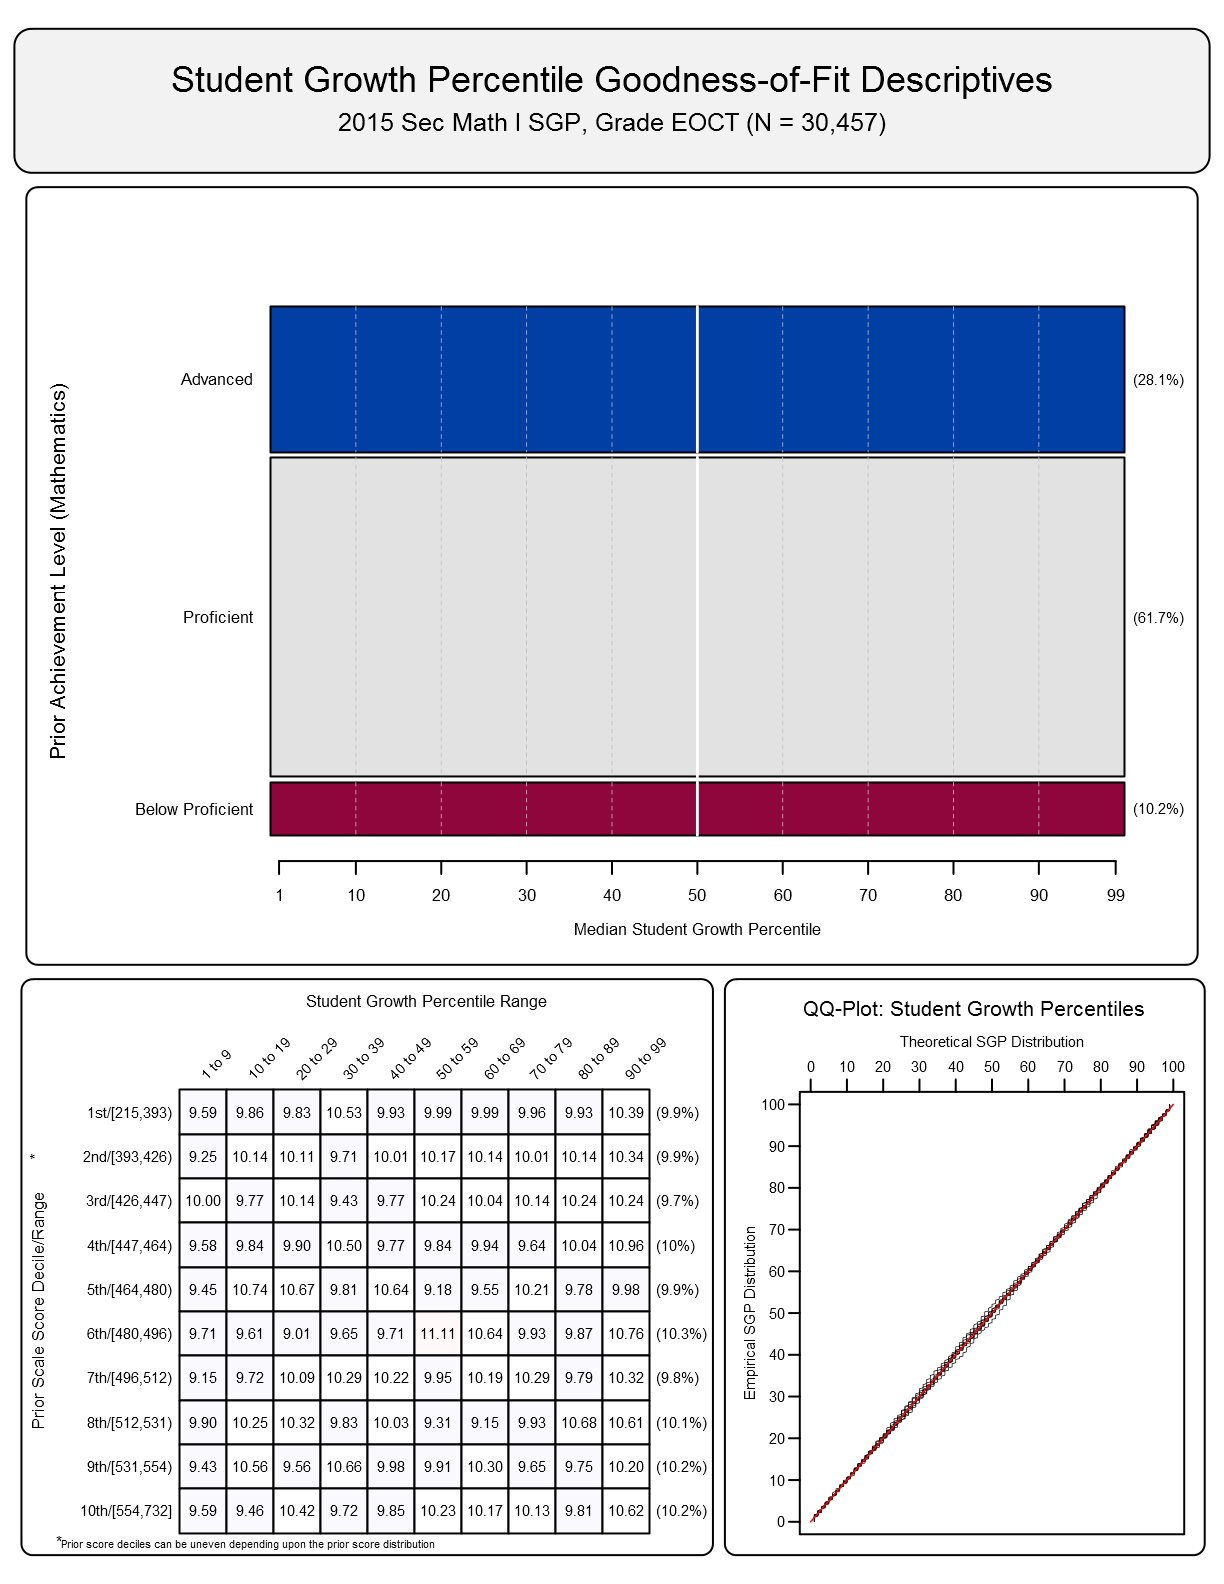 Student Growth Percentile Goodness-of-Fit Descriptives
2015 Sec Math I SGP, Grade EOCT (N = 30,457)
Prior Achievement Level (Mathematics)
Advanced (28.1%)
Proficient (61.7%)
Below Proficient (10.2%)
1 10 20 30 40 50 60 70 80 90 99
Median Student Growth Percentile
Student Growth Percentile Range
1 to 9 10 to 19 20 to 29 30 to 39 40 to 49 50 to 59 60 to 69 70 to 79 80 to 89 90 to 99
Prior Scale Score Decile/Range *
1st/[215,393) 9.59 9.86 9.83 10.53 9.93 9.99 9.99 9.96 9.93 10.39 (9.9%)
2nd/[393,426) 9.25 10.14 10.11 9.71 10.01 10.17 10.14 10.01 10.14 10.34 (9.9%)
3rd/[426,447) 10.00 9.77 10.14 9.43 9.77 10.24 10.04 10.14 10.24 10.24 (9.7%)
4th/[447,464) 9.58 9.84 9.90 10.50 9.77 9.84 9.94 9.64 10.04 10.96 (10%)
5th/[464,480) 9.45 10.74 10.67 9.81 10.64 9.18 9.55 10.21 9.78 9.98 (9.9%)
6th/[480,496) 9.71 9.61 9.01 9.65 9.71 11.11 10.64 9.93 9.87 10.76 (10.3%)
7th/[496,512) 9.15 9.72 10.09 10.29 10.22 9.95 10.19 10.29 9.79 10.32 (9.8%)
8th/[512,531) 9.90 10.25 10.32 9.83 10.03 9.31 9.15 9.93 10.68 10.61 (10.1%)
9th/[531,554) 9.43 10.56 9.56 10.66 9.98 9.91 10.30 9.65 9.75 10.20 (10.2%)
10th/[554,732] 9.59 9.46 10.42 9.72 9.85 10.23 10.17 10.13 9.81 10.62 (10.2%)
*Prior score deciles can be uneven depending upon the prior score distribution
QQ-Plot: Student Growth Percentiles
Theoretical SGP Distribution
0 10 20 30 40 50 60 70 80 90 100
Empirical SGP Distribution
100
90
80
70
60
50
40
30
20
10
0